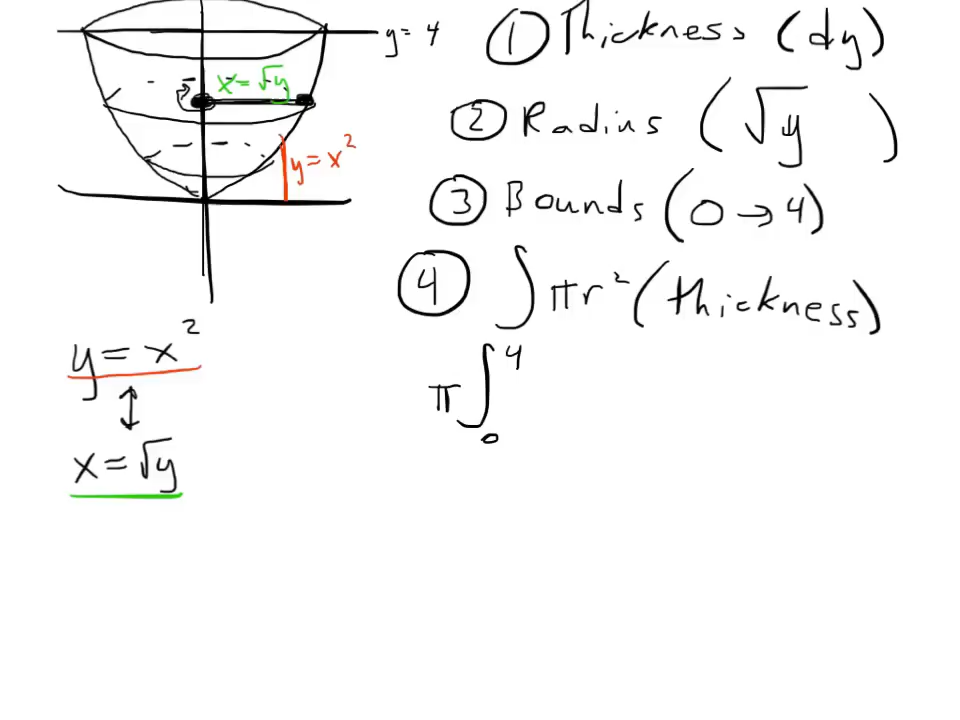 y = 4
x = √y
y = x²
① Thickness (dy)
② Radius (√y )
③ Bounds (0 → 4)
④ ∫ πr² (thickness)
π ∫₀⁴
y = x²
↕
x = √y